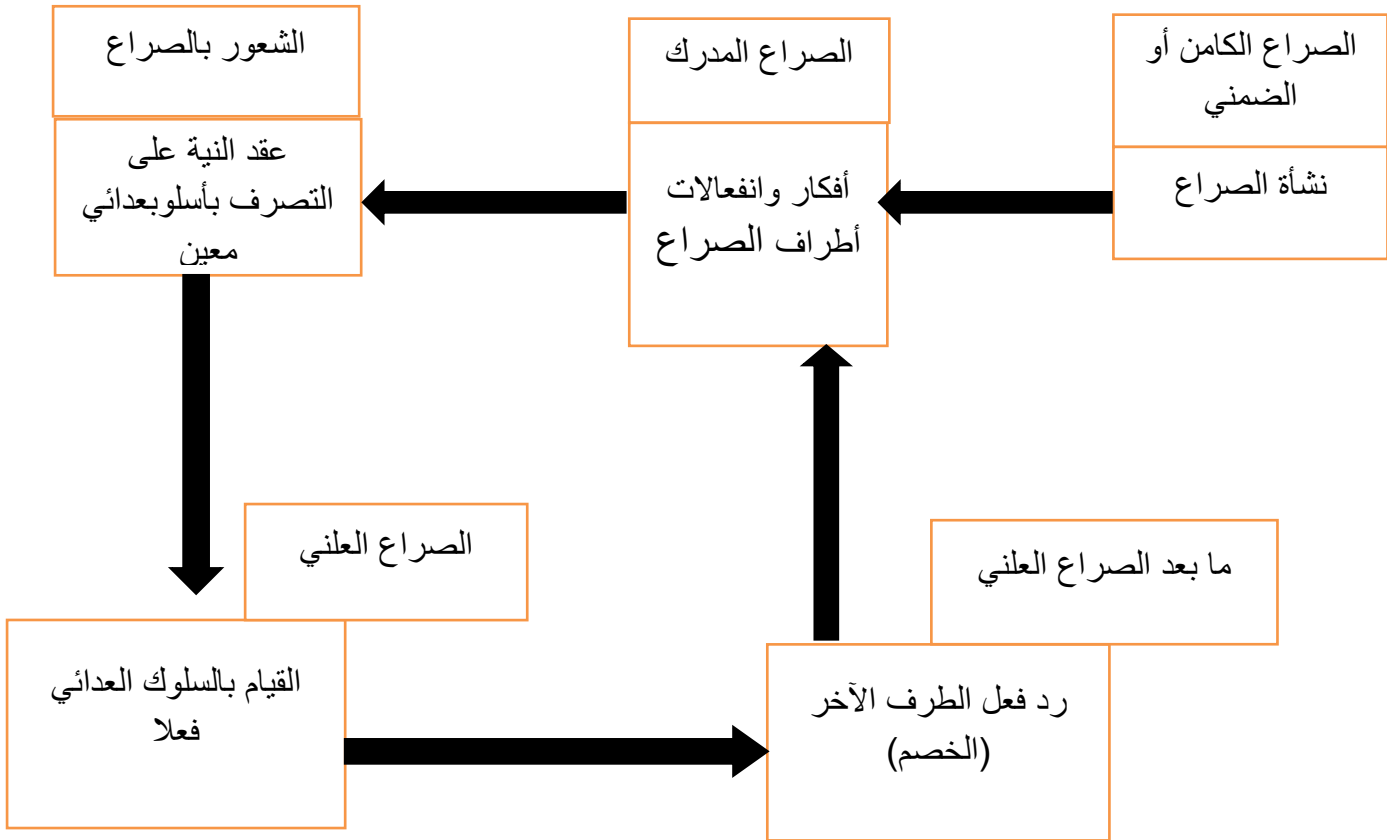 الصراع الكامن أو
الضمني
نشأة الصراع
الصراع المدرك
أفكار وانفعالات
أطراف الصراع
الشعور بالصراع
عقد النية على
التصرف بأسلوبعدائي
معين
الصراع العلني
القيام بالسلوك العدائي
فعلا
ما بعد الصراع العلني
رد فعل الطرف الآخر
(الخصم)